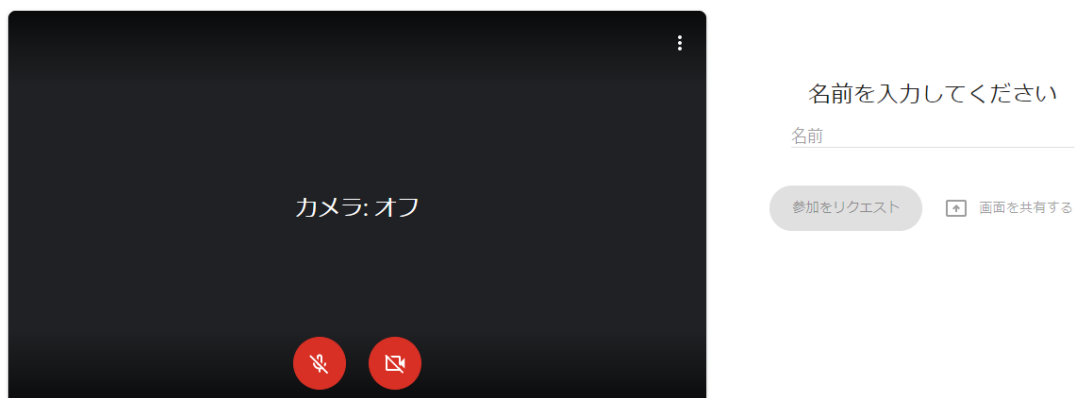 カメラ: オフ
名前を入力してください
名前
参加をリクエスト
画面を共有する